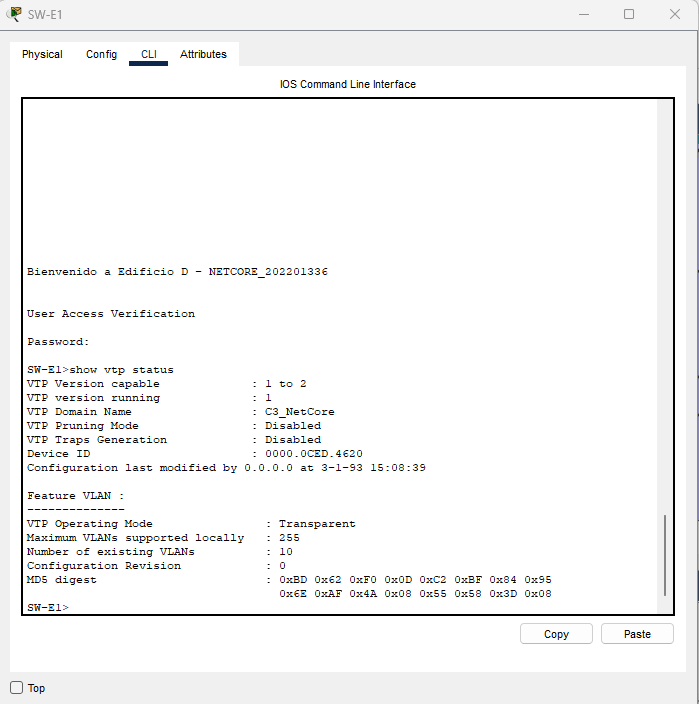 SW-E1
Physical Config CLI Attributes
IOS Command Line Interface
Bienvenido a Edificio D - NETCORE_202201336
User Access Verification
Password:
SW-E1>show vtp status
VTP Version capable : 1 to 2
VTP version running : 1
VTP Domain Name : C3_NetCore
VTP Pruning Mode : Disabled
VTP Traps Generation : Disabled
Device ID : 0000.0CED.4620
Configuration last modified by 0.0.0.0 at 3-1-93 15:08:39
Feature VLAN :
--------------
VTP Operating Mode : Transparent
Maximum VLANs supported locally : 255
Number of existing VLANs : 10
Configuration Revision : 0
MD5 digest : 0xBD 0x62 0xF0 0x0D 0xC2 0xBF 0x84 0x95
0x6E 0xAF 0x4A 0x08 0x55 0x58 0x3D 0x08
SW-E1>
Copy Paste
Top